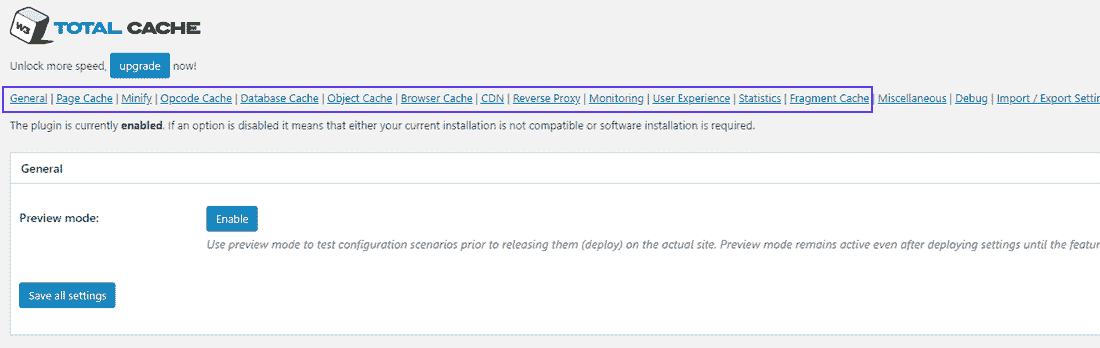 W3 TOTAL CACHE
Unlock more speed, upgrade now!
General | Page Cache | Minify | Opcode Cache | Database Cache | Object Cache | Browser Cache | CDN | Reverse Proxy | Monitoring | User Experience | Statistics | Fragment Cache | Miscellaneous | Debug | Import / Export Settin
The plugin is currently enabled. If an option is disabled it means that either your current installation is not compatible or software installation is required.
General
Preview mode: Enable
Use preview mode to test configuration scenarios prior to releasing them (deploy) on the actual site. Preview mode remains active even after deploying settings until the featur
Save all settings